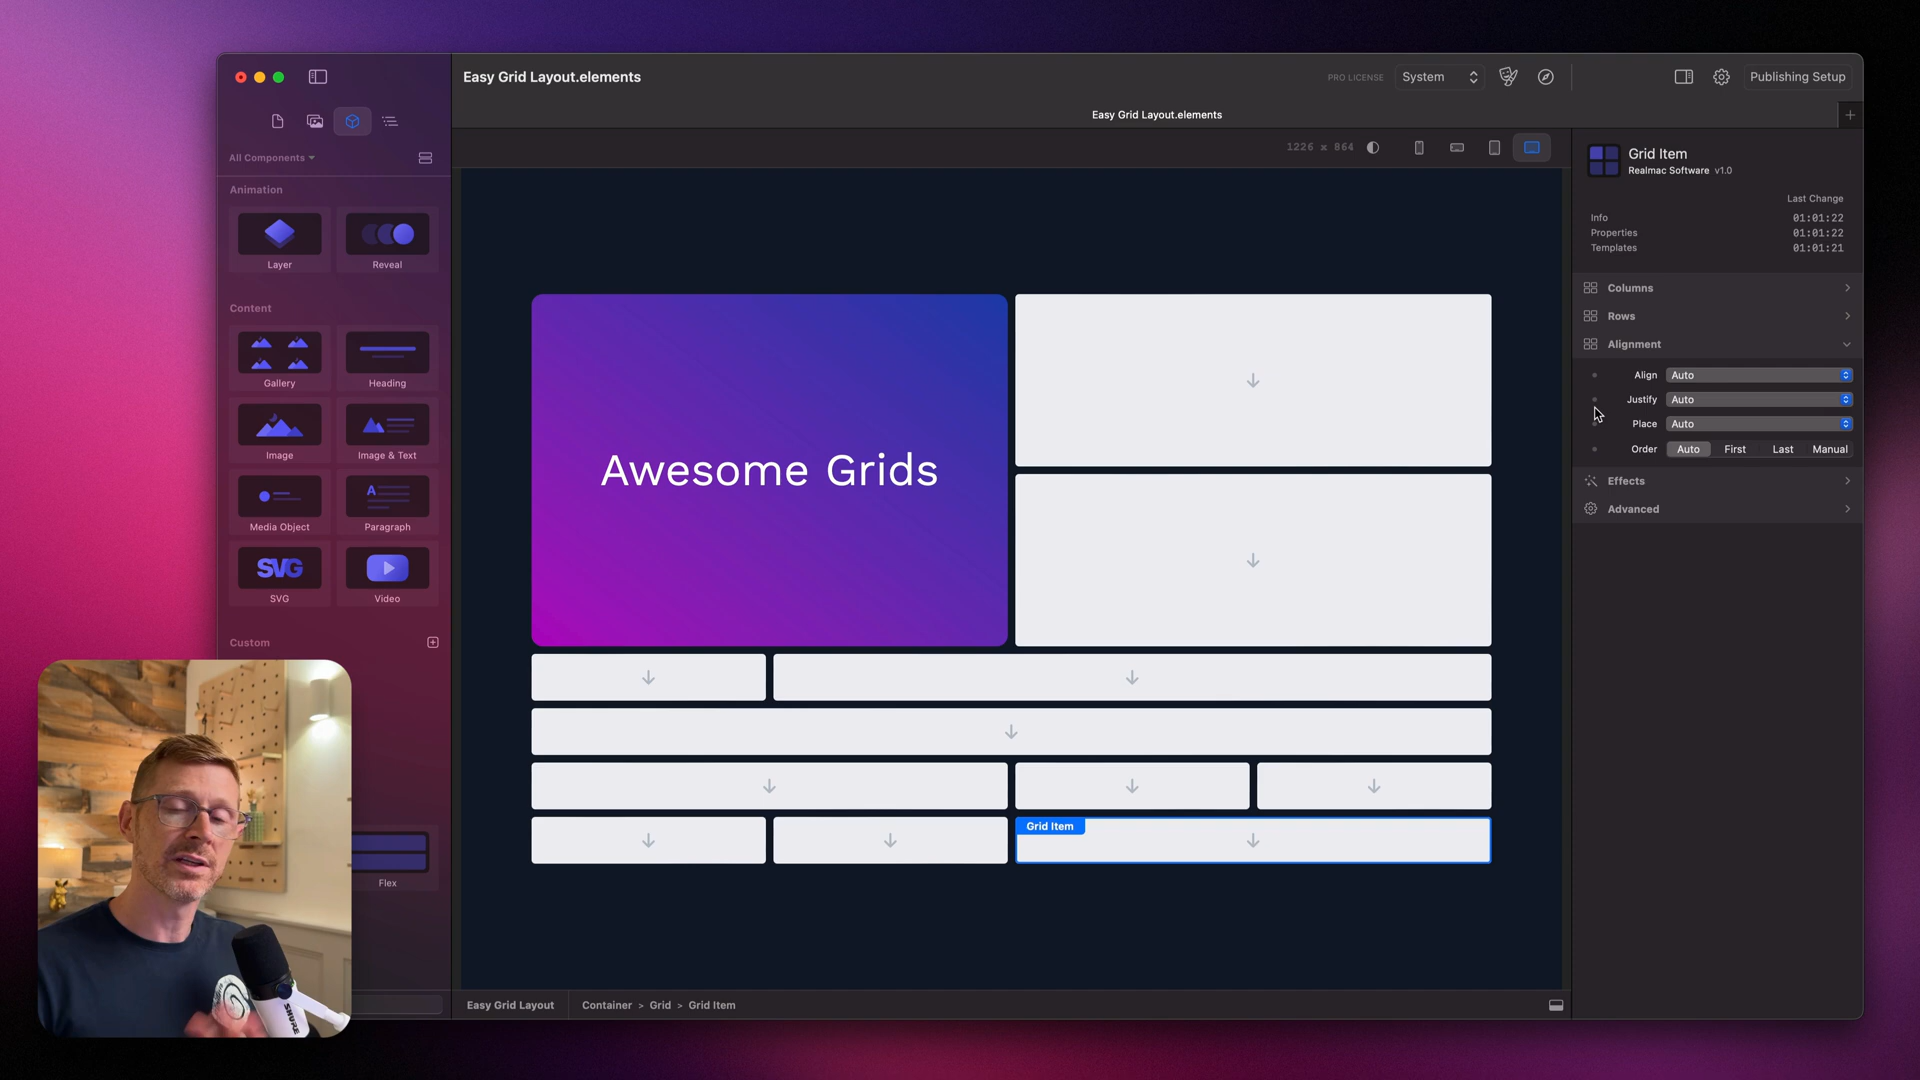 Easy Grid Layout.elements
PRO LICENSE
System
Publishing Setup
Easy Grid Layout.elements
All Components
1226 x 864
Animation
Layer
Reveal
Content
Gallery
Heading
Image
Image & Text
Media Object
A
Paragraph
SVG
SVG
Video
Custom
Flex
Awesome Grids
Grid Item
Easy Grid Layout
Container > Grid > Grid Item
Grid Item
Realmac Software v1.0
Last Change
Info 01:01:22
Properties 01:01:22
Templates 01:01:21
Columns
Rows
Alignment
Align Auto
Justify Auto
Place Auto
Order Auto First Last Manual
Effects
Advanced
SHURE